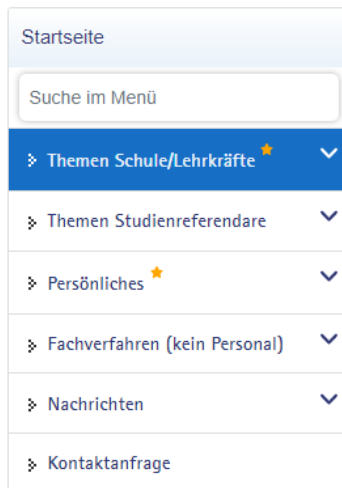 Startseite
Suche im Menü
Themen Schule/Lehrkräfte
Themen Studienreferendare
Persönliches
Fachverfahren (kein Personal)
Nachrichten
Kontaktanfrage